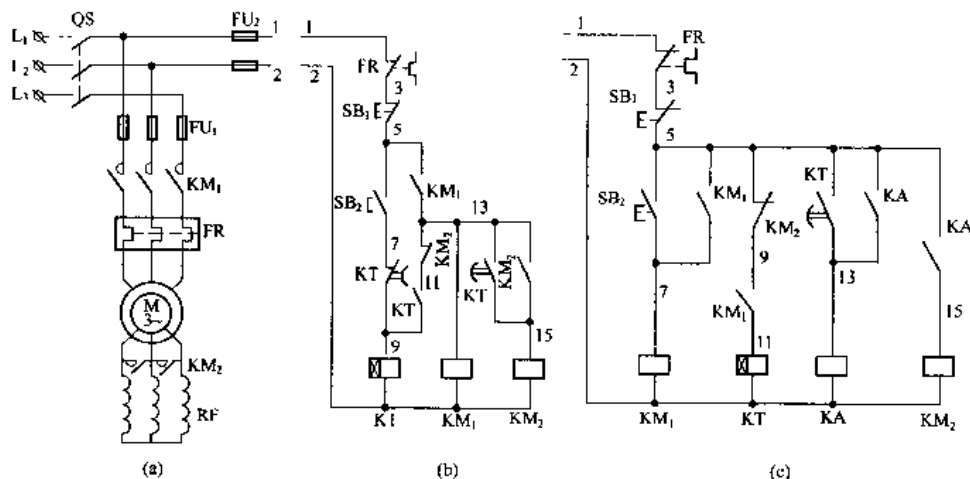 QS
FU₂
L₁
1
L₂
2
L₃
FU₁
KM₁
FR
M
3~
KM₂
RF
(a)
1
2
FR
3
SB₁
5
SB₂
KM₁
13
7
KM₂
KT
11
KT
KT
KM₂
15
9
KT
KM₁
KM₂
(b)
1
2
FR
3
SB₁
5
SB₂
KM₁
KM₂
KT
KA
KA
7
9
13
15
KM₁
11
KM₁
KT
KA
KM₂
(c)